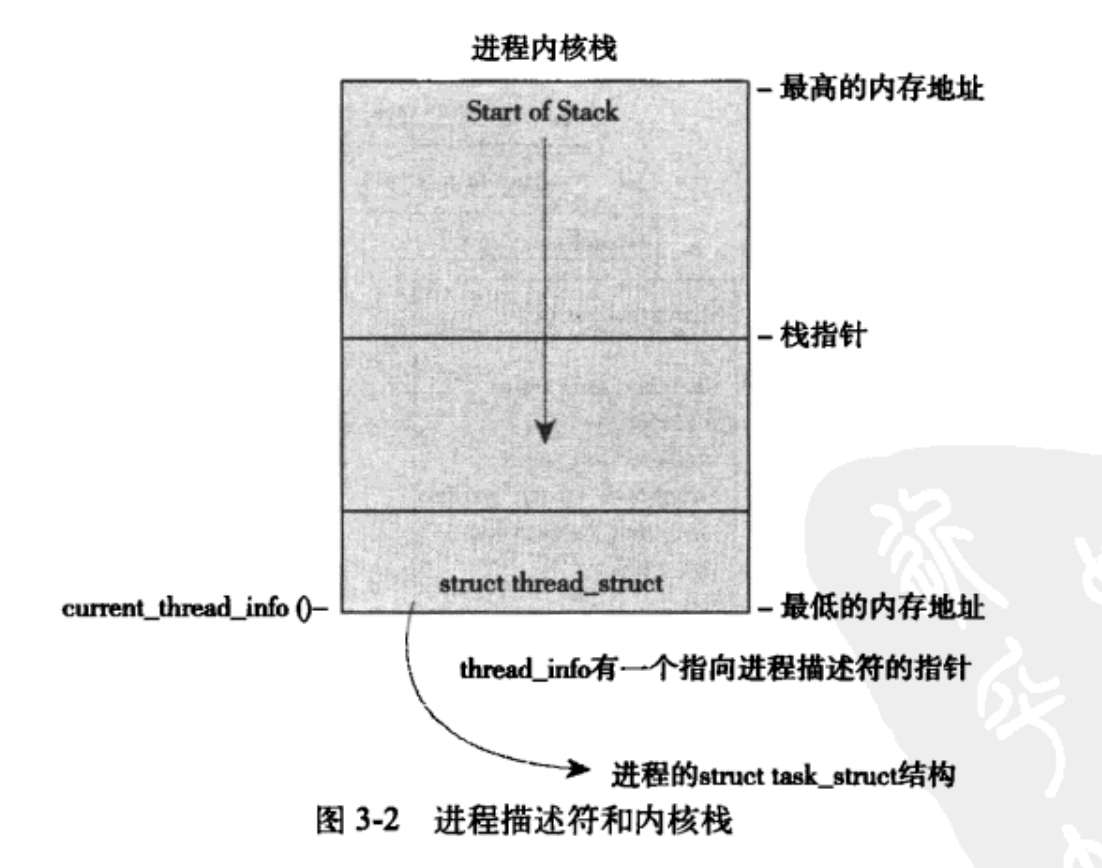 进程内核栈
最高的内存地址
Start of Stack
栈指针
struct thread_struct
current_thread_info ()
最低的内存地址
thread_info有一个指向进程描述符的指针
进程的struct task_struct结构
图 3-2 进程描述符和内核栈